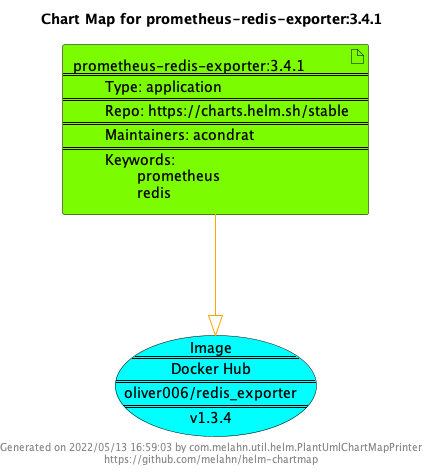 Chart Map for prometheus-redis-exporter:3.4.1
prometheus-redis-exporter:3.4.1
Type: application
Repo: https://charts.helm.sh/stable
Maintainers: acondrat
Keywords:
prometheus
redis
Image
Docker Hub
oliver006/redis_exporter
v1.3.4
Generated on 2022/05/13 16:59:03 by com.melahn.util.helm.PlantUmlChartMapPrinter
https://github.com/melahn/helm-chartmap